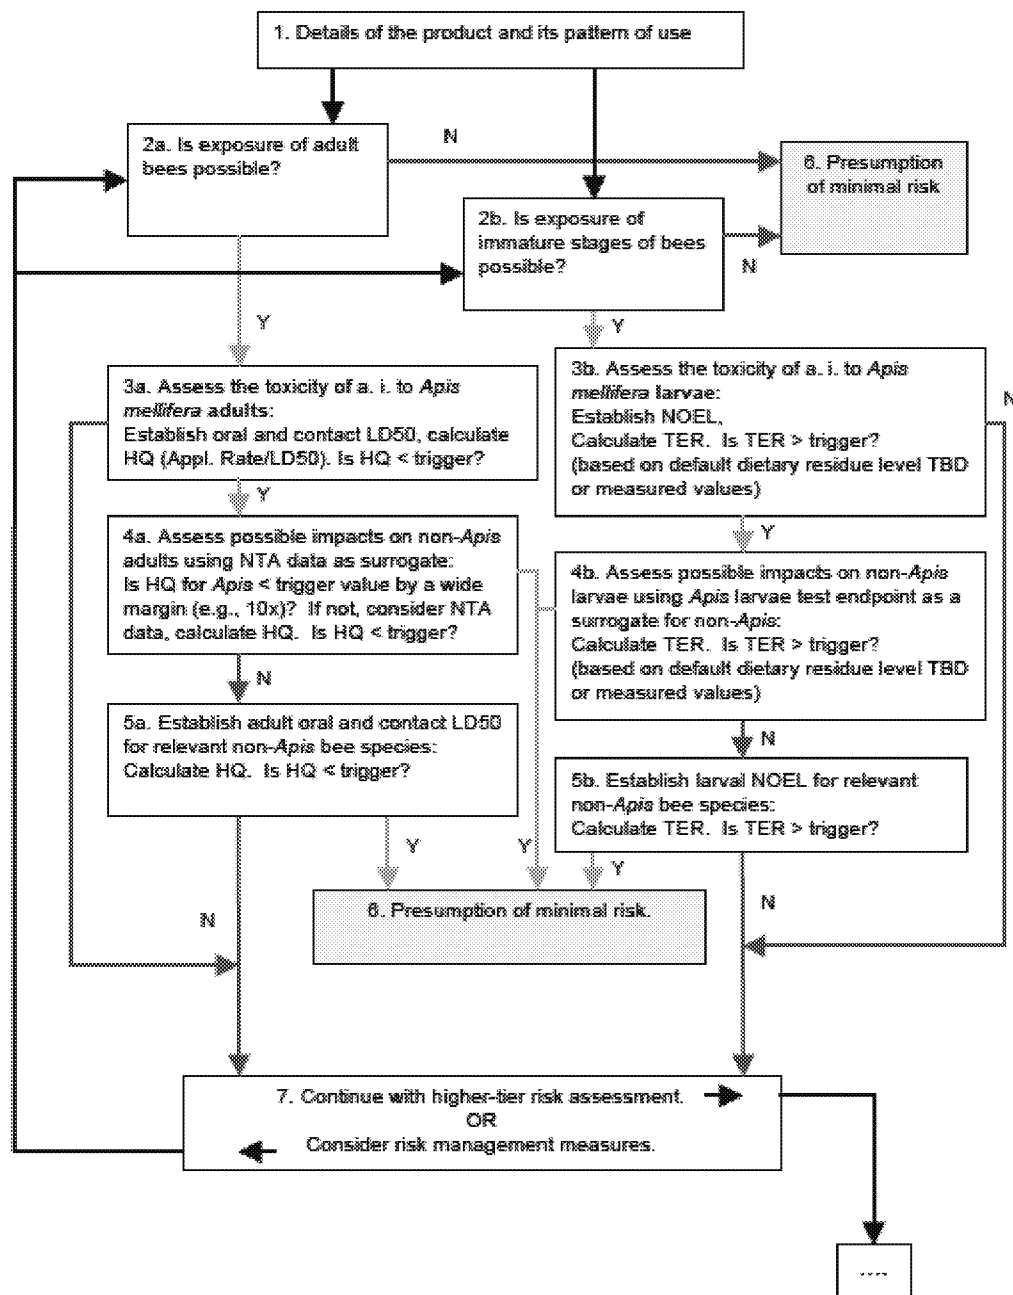 1. Details of the product and its pattern of use
2a. Is exposure of adult
bees possible?
N
6. Presumption
of minimal risk
2b. Is exposure of
immature stages of bees
possible?
N
Y
Y
3a. Assess the toxicity of a. i. to Apis
mellifera adults:
Establish oral and contact LD50, calculate
HQ (Appl. Rate/LD50). Is HQ < trigger?
3b. Assess the toxicity of a. i. to Apis
mellifera larvae:
Establish NOEL,
Calculate TER. Is TER > trigger?
(based on default dietary residue level TBD
or measured values)
N
Y
Y
4a. Assess possible impacts on non-Apis
adults using NTA data as surrogate:
Is HQ for Apis < trigger value by a wide
margin (e.g., 10x)? If not, consider NTA
data, calculate HQ. Is HQ < trigger?
4b. Assess possible impacts on non-Apis
larvae using Apis larvae test endpoint as a
surrogate for non-Apis:
Calculate TER. Is TER > trigger?
(based on default dietary residue level TBD
or measured values)
N
N
5a. Establish adult oral and contact LD50
for relevant non-Apis bee species:
Calculate HQ. Is HQ < trigger?
5b. Establish larval NOEL for relevant
non-Apis bee species:
Calculate TER. Is TER > trigger?
Y
Y
Y
6. Presumption of minimal risk.
N
N
7. Continue with higher-tier risk assessment.
OR
Consider risk management measures.
----